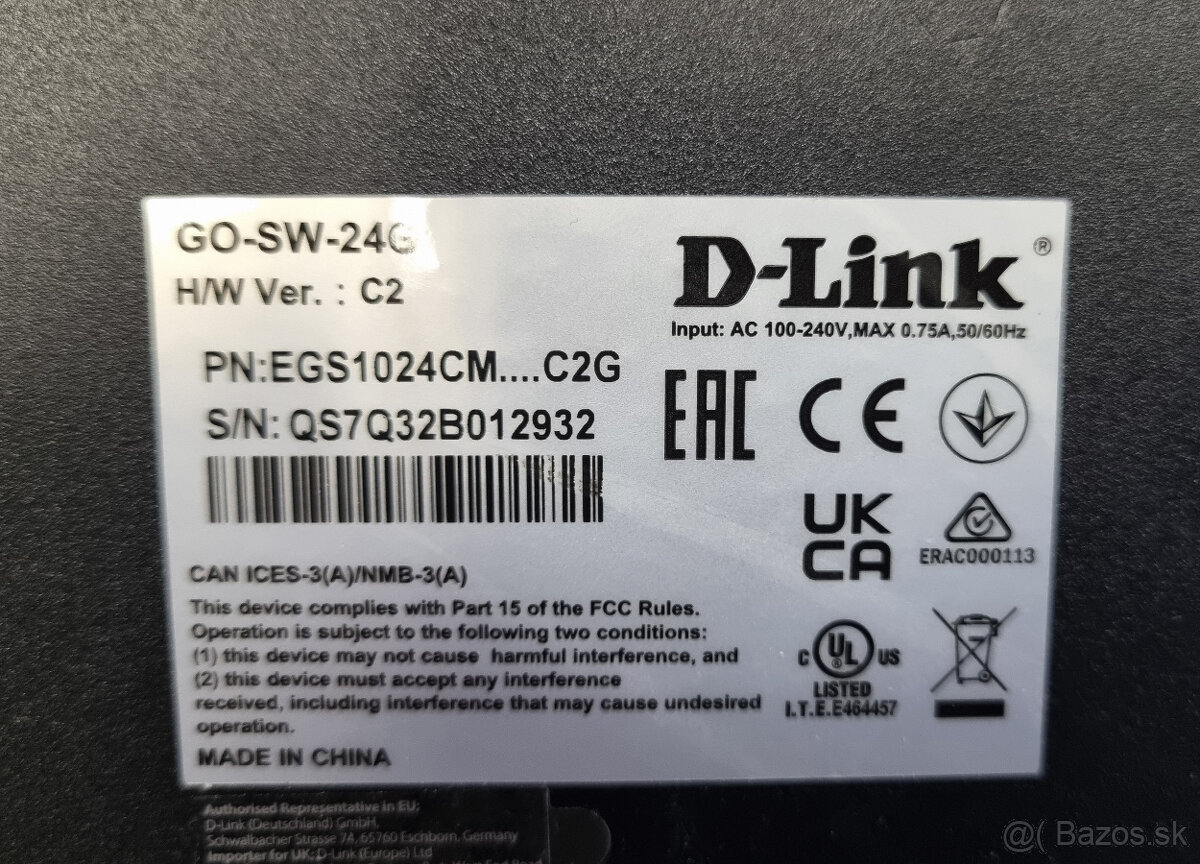 GO-SW-24G
H/W Ver. : C2
D-Link®
Input: AC 100-240V,MAX 0.75A,50/60Hz
PN:EGS1024CM....C2G
S/N: QS7Q32B012932
EAC CE
UK
CA
ERAC000113
CAN ICES-3(A)/NMB-3(A)
This device complies with Part 15 of the FCC Rules.
Operation is subject to the following two conditions:
(1) this device may not cause harmful interference, and
(2) this device must accept any interference
received, including interference that may cause undesired
operation.
C UL® US
LISTED
I.T.E.E464457
MADE IN CHINA
Authorised Representative in EU:
D-Link (Deutschland) GmbH,
Schwalbacher Strasse 74, 65760 Eschborn, Germany
Importer for UK: D-Link (Europe) Ltd
@( Bazos.sk